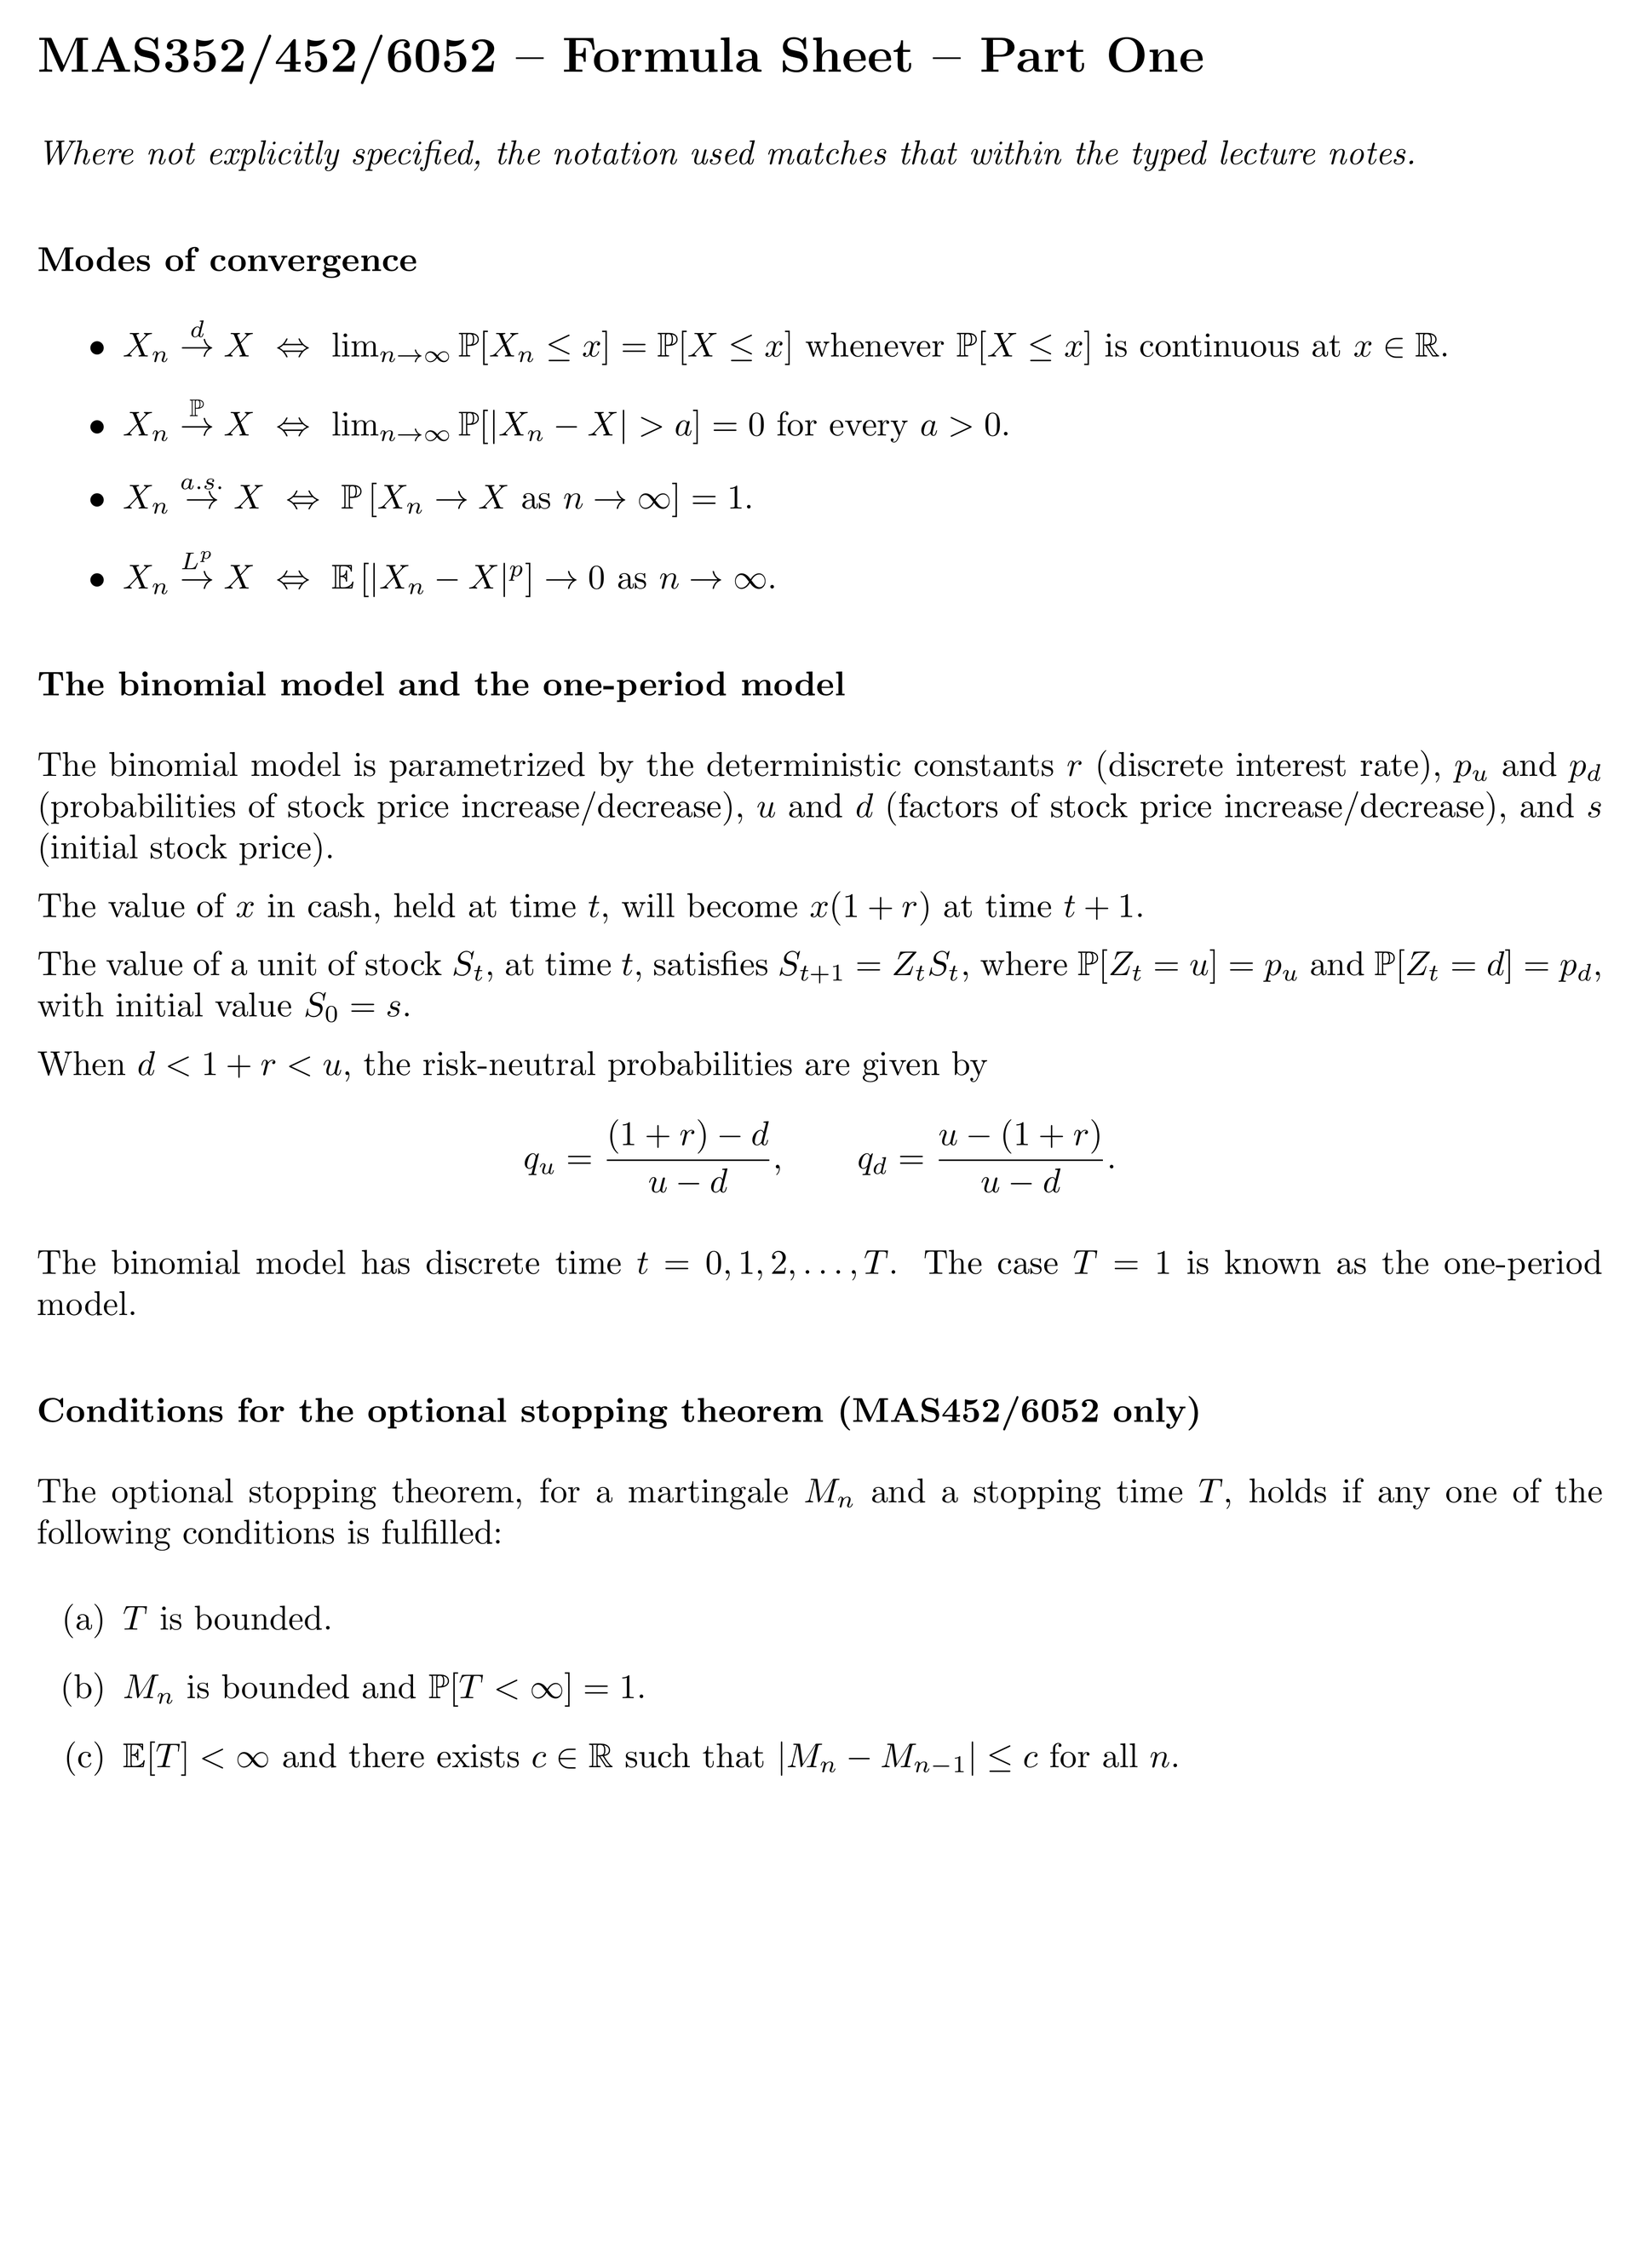 MAS352/452/6052 – Formula Sheet – Part One
Where not explicitly specified, the notation used matches that within the typed lecture notes.
Modes of convergence
• $X_n \xrightarrow{d} X \Leftrightarrow \lim_{n\to\infty} \mathbb{P}[X_n \le x] = \mathbb{P}[X \le x]$ whenever $\mathbb{P}[X \le x]$ is continuous at $x \in \mathbb{R}$.
• $X_n \xrightarrow{\mathbb{P}} X \Leftrightarrow \lim_{n\to\infty} \mathbb{P}[|X_n - X| > a] = 0$ for every $a > 0$.
• $X_n \xrightarrow{a.s.} X \Leftrightarrow \mathbb{P}[X_n \to X \text{ as } n \to \infty] = 1$.
• $X_n \xrightarrow{L^p} X \Leftrightarrow \mathbb{E}[|X_n - X|^p] \to 0$ as $n \to \infty$.
The binomial model and the one-period model
The binomial model is parametrized by the deterministic constants $r$ (discrete interest rate), $p_u$ and $p_d$
(probabilities of stock price increase/decrease), $u$ and $d$ (factors of stock price increase/decrease), and $s$
(initial stock price).
The value of $x$ in cash, held at time $t$, will become $x(1 + r)$ at time $t + 1$.
The value of a unit of stock $S_t$, at time $t$, satisfies $S_{t+1} = Z_t S_t$, where $\mathbb{P}[Z_t = u] = p_u$ and $\mathbb{P}[Z_t = d] = p_d$,
with initial value $S_0 = s$.
When $d < 1 + r < u$, the risk-neutral probabilities are given by
$q_u = \frac{(1 + r) - d}{u - d}, \quad q_d = \frac{u - (1 + r)}{u - d}.$
The binomial model has discrete time $t = 0, 1, 2, \ldots, T$. The case $T = 1$ is known as the one-period
model.
Conditions for the optional stopping theorem (MAS452/6052 only)
The optional stopping theorem, for a martingale $M_n$ and a stopping time $T$, holds if any one of the
following conditions is fulfilled:
(a) $T$ is bounded.
(b) $M_n$ is bounded and $\mathbb{P}[T < \infty] = 1$.
(c) $\mathbb{E}[T] < \infty$ and there exists $c \in \mathbb{R}$ such that $|M_n - M_{n-1}| \le c$ for all $n$.